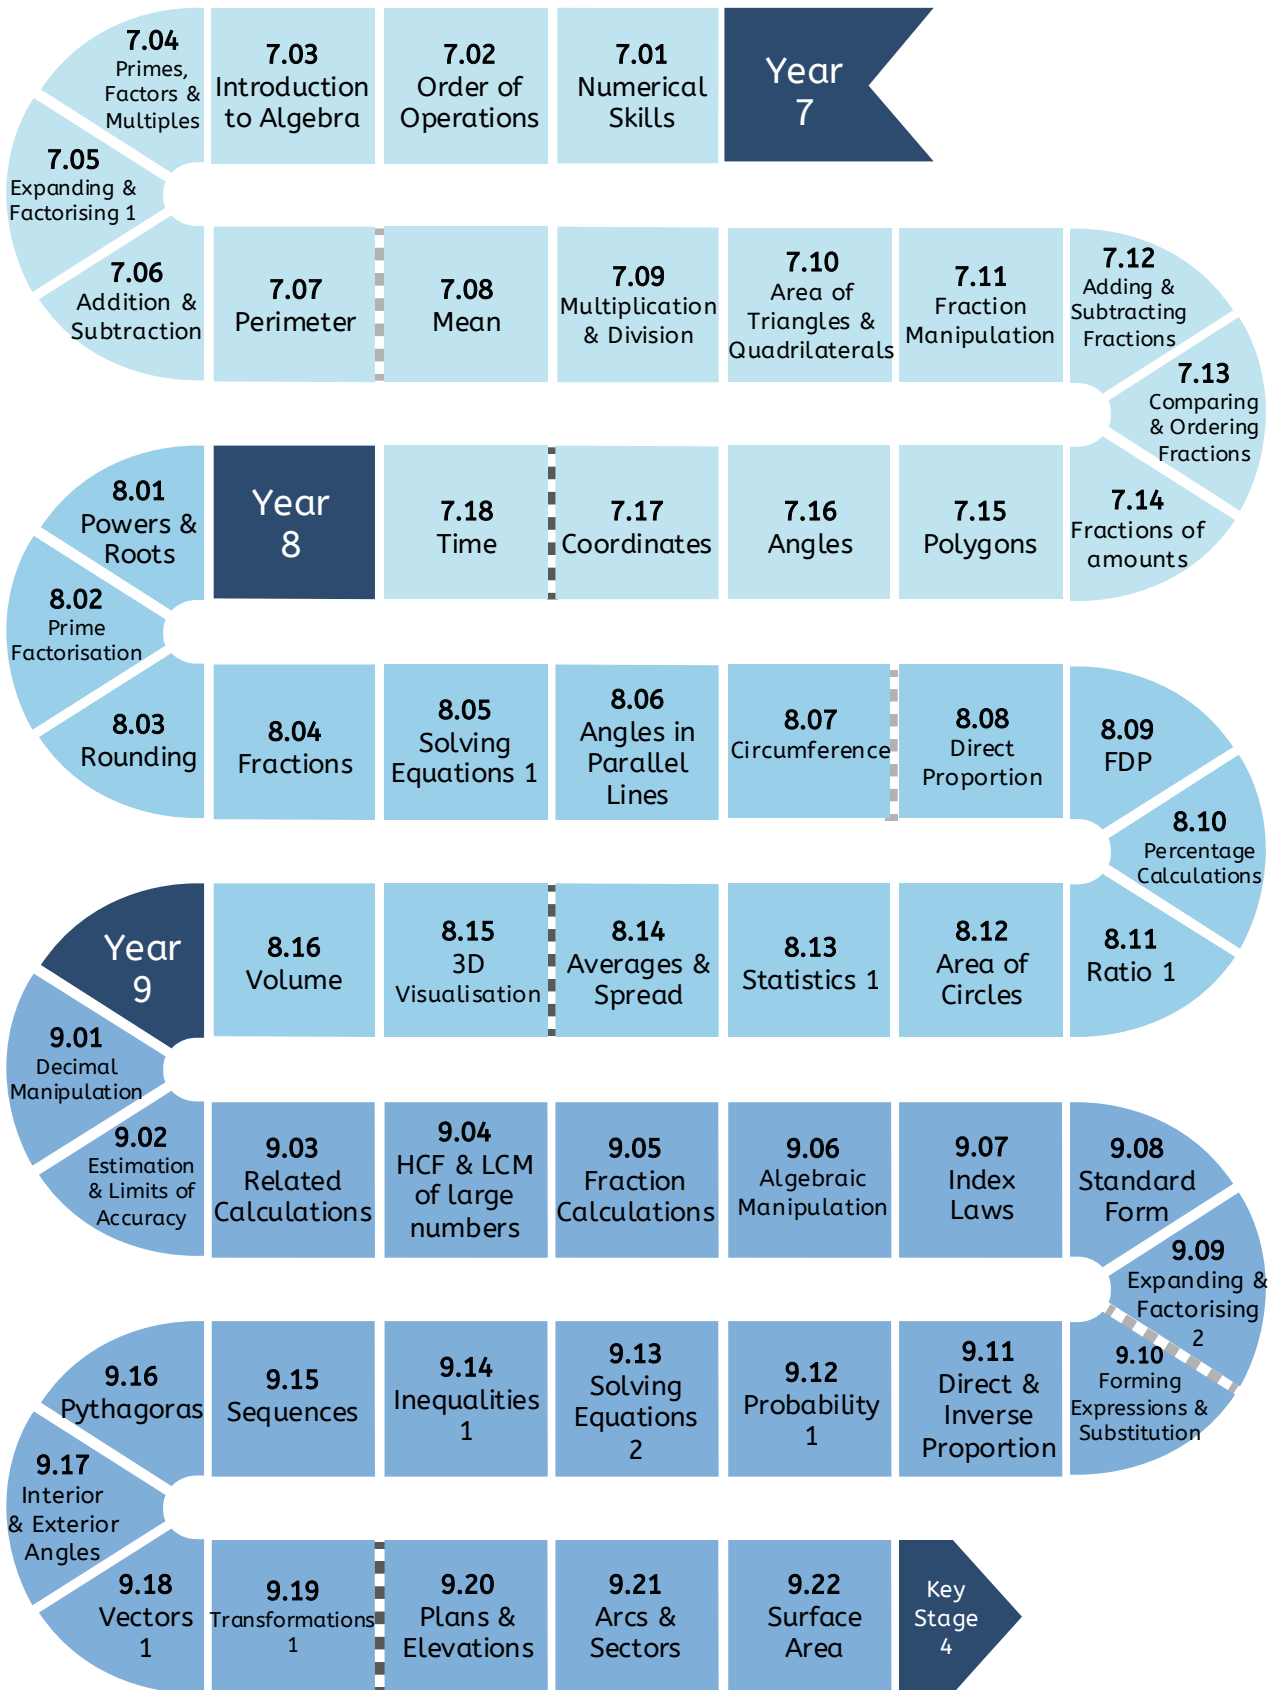 Year
7
7.01
Numerical
Skills
7.02
Order of
Operations
7.03
Introduction
to Algebra
7.04
Primes,
Factors &
Multiples
7.05
Expanding &
Factorising 1
7.06
Addition &
Subtraction
7.07
Perimeter
7.08
Mean
7.09
Multiplication
& Division
7.10
Area of
Triangles &
Quadrilaterals
7.11
Fraction
Manipulation
7.12
Adding &
Subtracting
Fractions
7.13
Comparing
& Ordering
Fractions
7.14
Fractions of
amounts
7.15
Polygons
7.16
Angles
7.17
Coordinates
7.18
Time
Year
8
8.01
Powers &
Roots
8.02
Prime
Factorisation
8.03
Rounding
8.04
Fractions
8.05
Solving
Equations 1
8.06
Angles in
Parallel
Lines
8.07
Circumference
8.08
Direct
Proportion
8.09
FDP
8.10
Percentage
Calculations
8.11
Ratio 1
8.12
Area of
Circles
8.13
Statistics 1
8.14
Averages &
Spread
8.15
3D
Visualisation
8.16
Volume
Year
9
9.01
Decimal
Manipulation
9.02
Estimation
& Limits of
Accuracy
9.03
Related
Calculations
9.04
HCF & LCM
of large
numbers
9.05
Fraction
Calculations
9.06
Algebraic
Manipulation
9.07
Index
Laws
9.08
Standard
Form
9.09
Expanding &
Factorising
2
9.10
Forming
Expressions &
Substitution
9.11
Direct &
Inverse
Proportion
9.12
Probability
1
9.13
Solving
Equations
2
9.14
Inequalities
1
9.15
Sequences
9.16
Pythagoras
9.17
Interior
& Exterior
Angles
9.18
Vectors
1
9.19
Transformations
1
9.20
Plans &
Elevations
9.21
Arcs &
Sectors
9.22
Surface
Area
Key
Stage
4